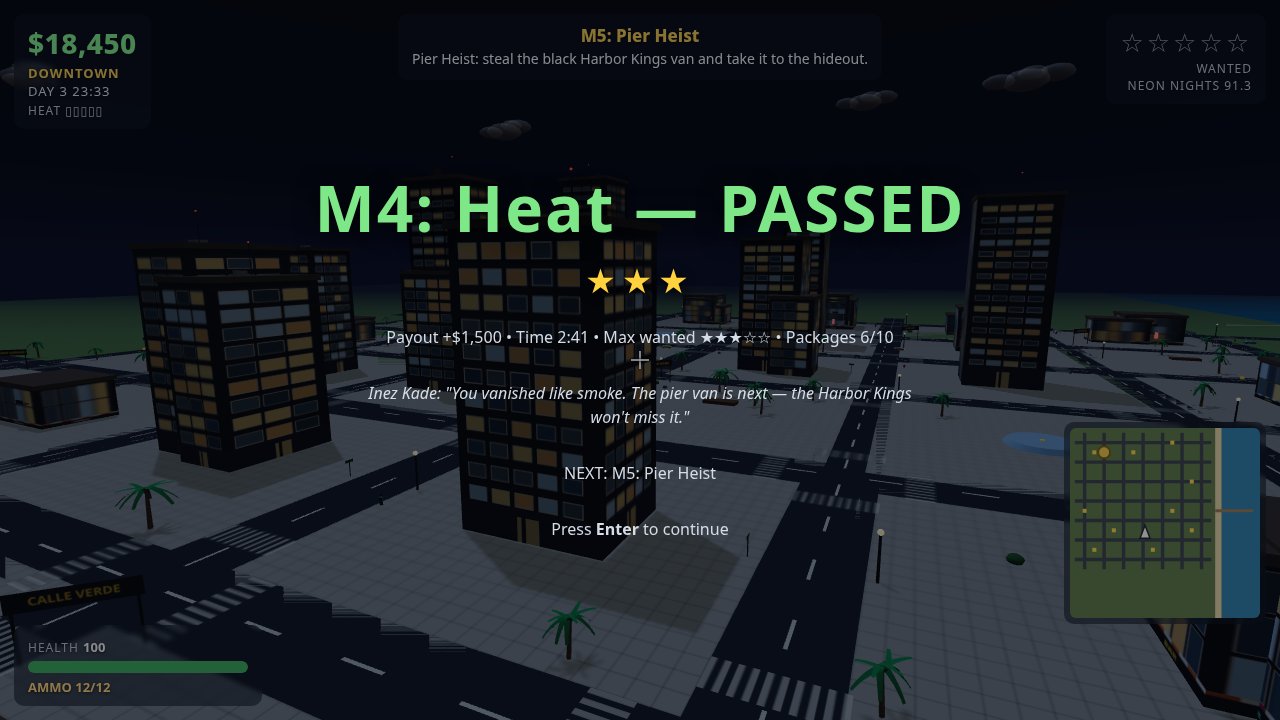 $18,450
DOWNTOWN
DAY 3 23:33
HEAT ▯▯▯▯▯
M5: Pier Heist
Pier Heist: steal the black Harbor Kings van and take it to the hideout.
☆☆☆☆☆
WANTED
NEON NIGHTS 91.3
M4: Heat — PASSED
★★★
Payout +$1,500 • Time 2:41 • Max wanted ★★★☆☆ • Packages 6/10
Inez Kade: "You vanished like smoke. The pier van is next — the Harbor Kings
won't miss it."
NEXT: M5: Pier Heist
Press Enter to continue
CALLE VERDE
HEALTH 100
AMMO 12/12